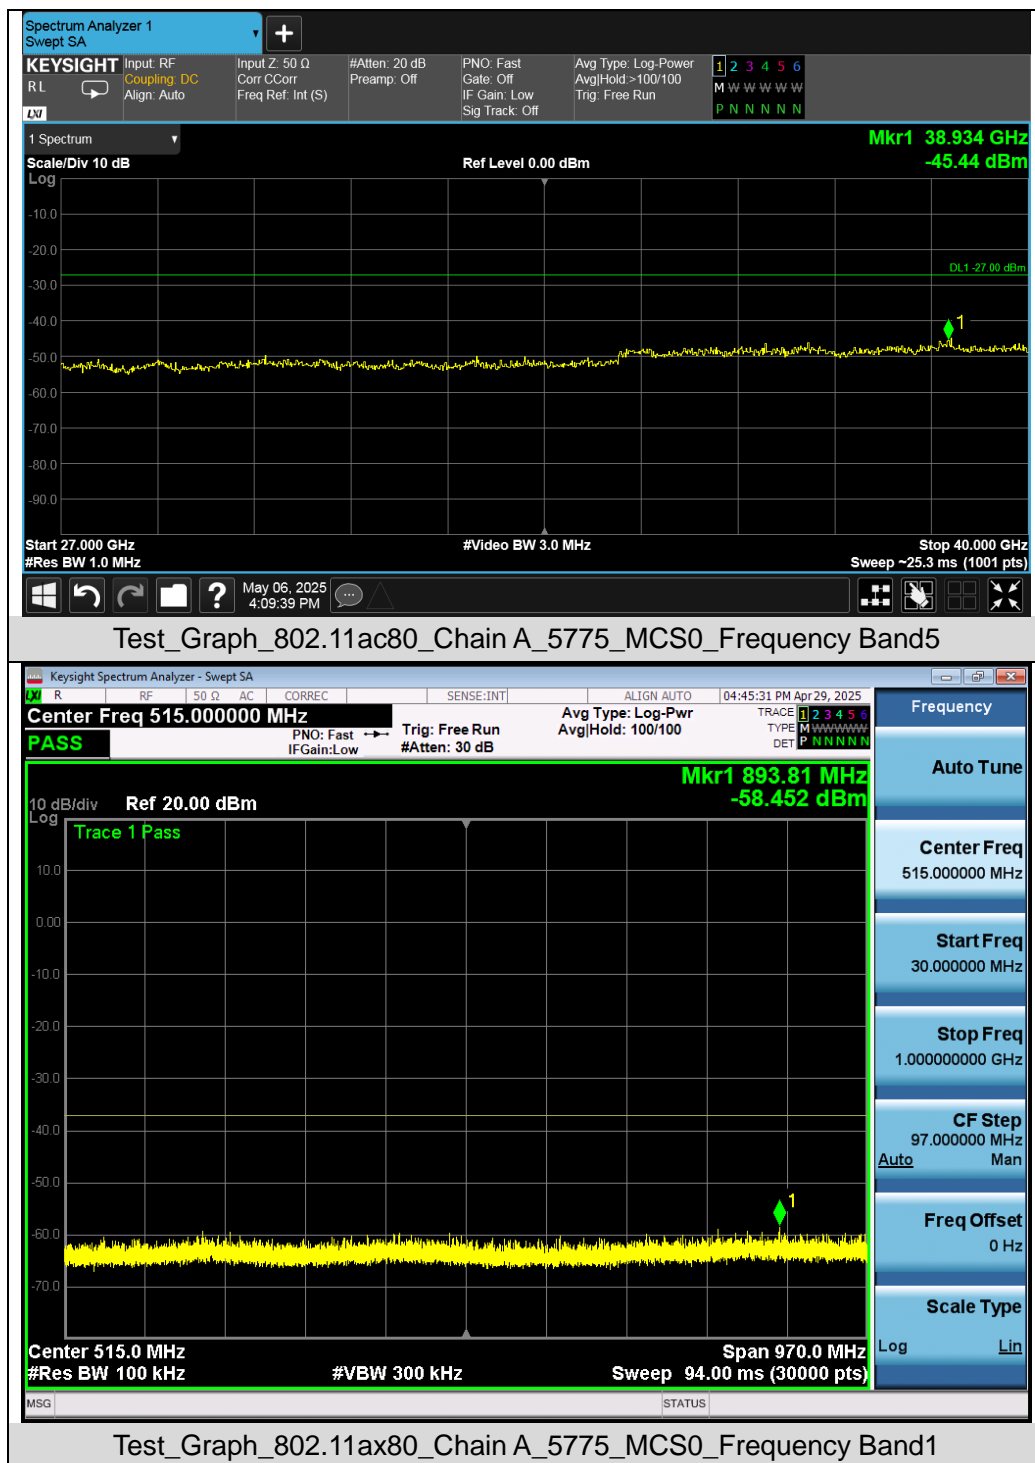 Spectrum Analyzer 1
Swept SA
KEYSIGHT
RL
LXI
Input: RF
Coupling: DC
Align: Auto
Input Z: 50 Ω
Corr CCorr
Freq Ref: Int (S)
#Atten: 20 dB
Preamp: Off
PNO: Fast
Gate: Off
IF Gain: Low
Sig Track: Off
Avg Type: Log-Power
Avg|Hold:>100/100
Trig: Free Run
1 2 3 4 5 6
M W W W W W
P N N N N N
1 Spectrum
Mkr1 38.934 GHz
Scale/Div 10 dB
Ref Level 0.00 dBm
-45.44 dBm
Log
-10.0
-20.0
DL1 -27.00 dBm
-30.0
-40.0
1
-50.0
-60.0
-70.0
-80.0
-90.0
Start 27.000 GHz
#Video BW 3.0 MHz
Stop 40.000 GHz
#Res BW 1.0 MHz
Sweep ~25.3 ms (1001 pts)
?
May 06, 2025
4:09:39 PM
Test_Graph_802.11ac80_Chain A_5775_MCS0_Frequency Band5
Keysight Spectrum Analyzer - Swept SA
LXI R RF 50 Ω AC CORREC SENSE:INT ALIGN AUTO 04:45:31 PM Apr 29, 2025
Center Freq 515.000000 MHz
PASS
PNO: Fast
IFGain:Low
Trig: Free Run
#Atten: 30 dB
Avg Type: Log-Pwr
Avg|Hold: 100/100
TRACE 1 2 3 4 5 6
TYPE M W W W W W
DET P N N N N N
Frequency
Mkr1 893.81 MHz
10 dB/div Ref 20.00 dBm
-58.452 dBm
Log
Trace 1 Pass
10.0
0.00
-10.0
-20.0
-30.0
-40.0
-50.0
1
-60.0
-70.0
Center 515.0 MHz
Span 970.0 MHz
#Res BW 100 kHz
#VBW 300 kHz
Sweep 94.00 ms (30000 pts)
Auto Tune
Center Freq
515.000000 MHz
Start Freq
30.000000 MHz
Stop Freq
1.000000000 GHz
CF Step
97.000000 MHz
Auto Man
Freq Offset
0 Hz
Scale Type
Log Lin
MSG
STATUS
Test_Graph_802.11ax80_Chain A_5775_MCS0_Frequency Band1